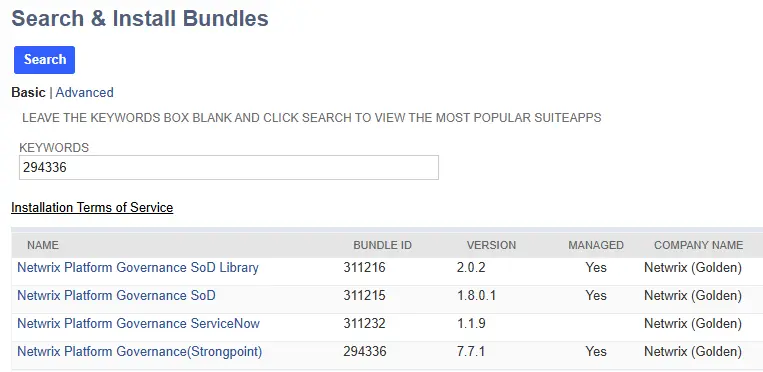 Search & Install Bundles
Search
Basic | Advanced
LEAVE THE KEYWORDS BOX BLANK AND CLICK SEARCH TO VIEW THE MOST POPULAR SUITEAPPS
KEYWORDS
294336
Installation Terms of Service
NAME BUNDLE ID VERSION MANAGED COMPANY NAME
Netwrix Platform Governance SoD Library 311216 2.0.2 Yes Netwrix (Golden)
Netwrix Platform Governance SoD 311215 1.8.0.1 Yes Netwrix (Golden)
Netwrix Platform Governance ServiceNow 311232 1.1.9 Netwrix (Golden)
Netwrix Platform Governance(Strongpoint) 294336 7.7.1 Yes Netwrix (Golden)